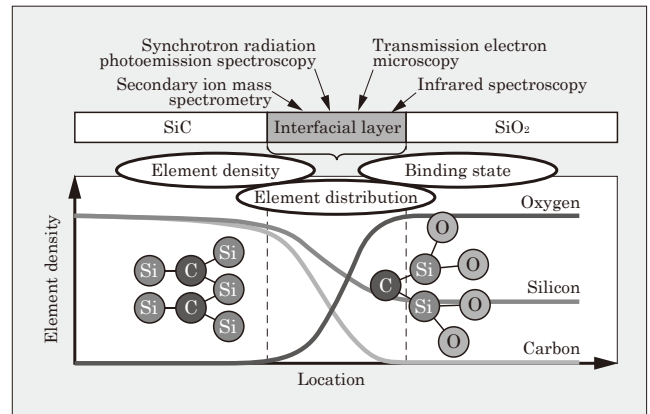 Synchrotron radiation
photoemission spectroscopy
Transmission electron
microscopy
Secondary ion mass
spectrometry
Infrared spectroscopy
SiC
Interfacial layer
SiO₂
Element density
Binding state
Element distribution
Oxygen
O
Si
Si
C
Si
O
Si
C
Si
O
Si
C
Si
Si
O
Silicon
O
Carbon
Element density
Location